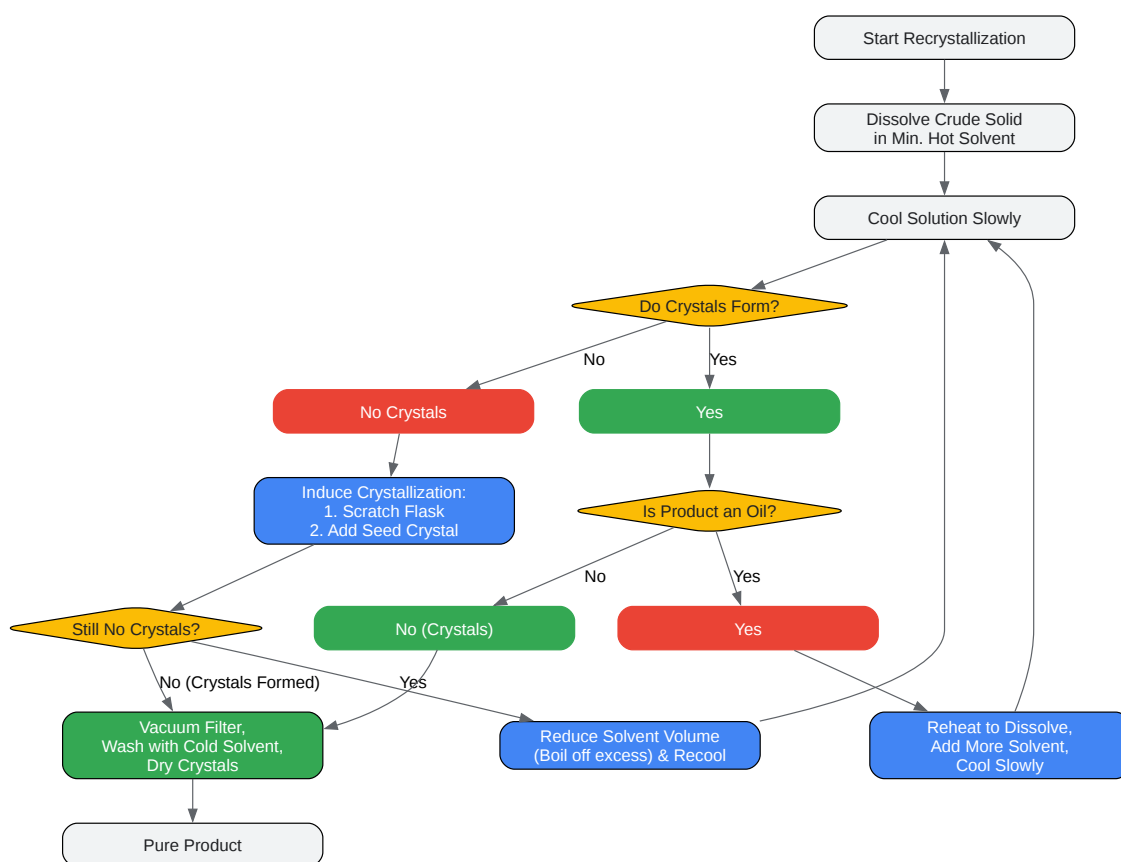 Start Recrystallization
Dissolve Crude Solid
in Min. Hot Solvent
Cool Solution Slowly
Do Crystals Form?
No
Yes
No Crystals
Yes
Induce Crystallization:
1. Scratch Flask
2. Add Seed Crystal
Is Product an Oil?
No
Yes
Still No Crystals?
No (Crystals)
Yes
No (Crystals Formed)
Yes
Vacuum Filter,
Wash with Cold Solvent,
Dry Crystals
Reduce Solvent Volume
(Boil off excess) & Recool
Reheat to Dissolve,
Add More Solvent,
Cool Slowly
Pure Product